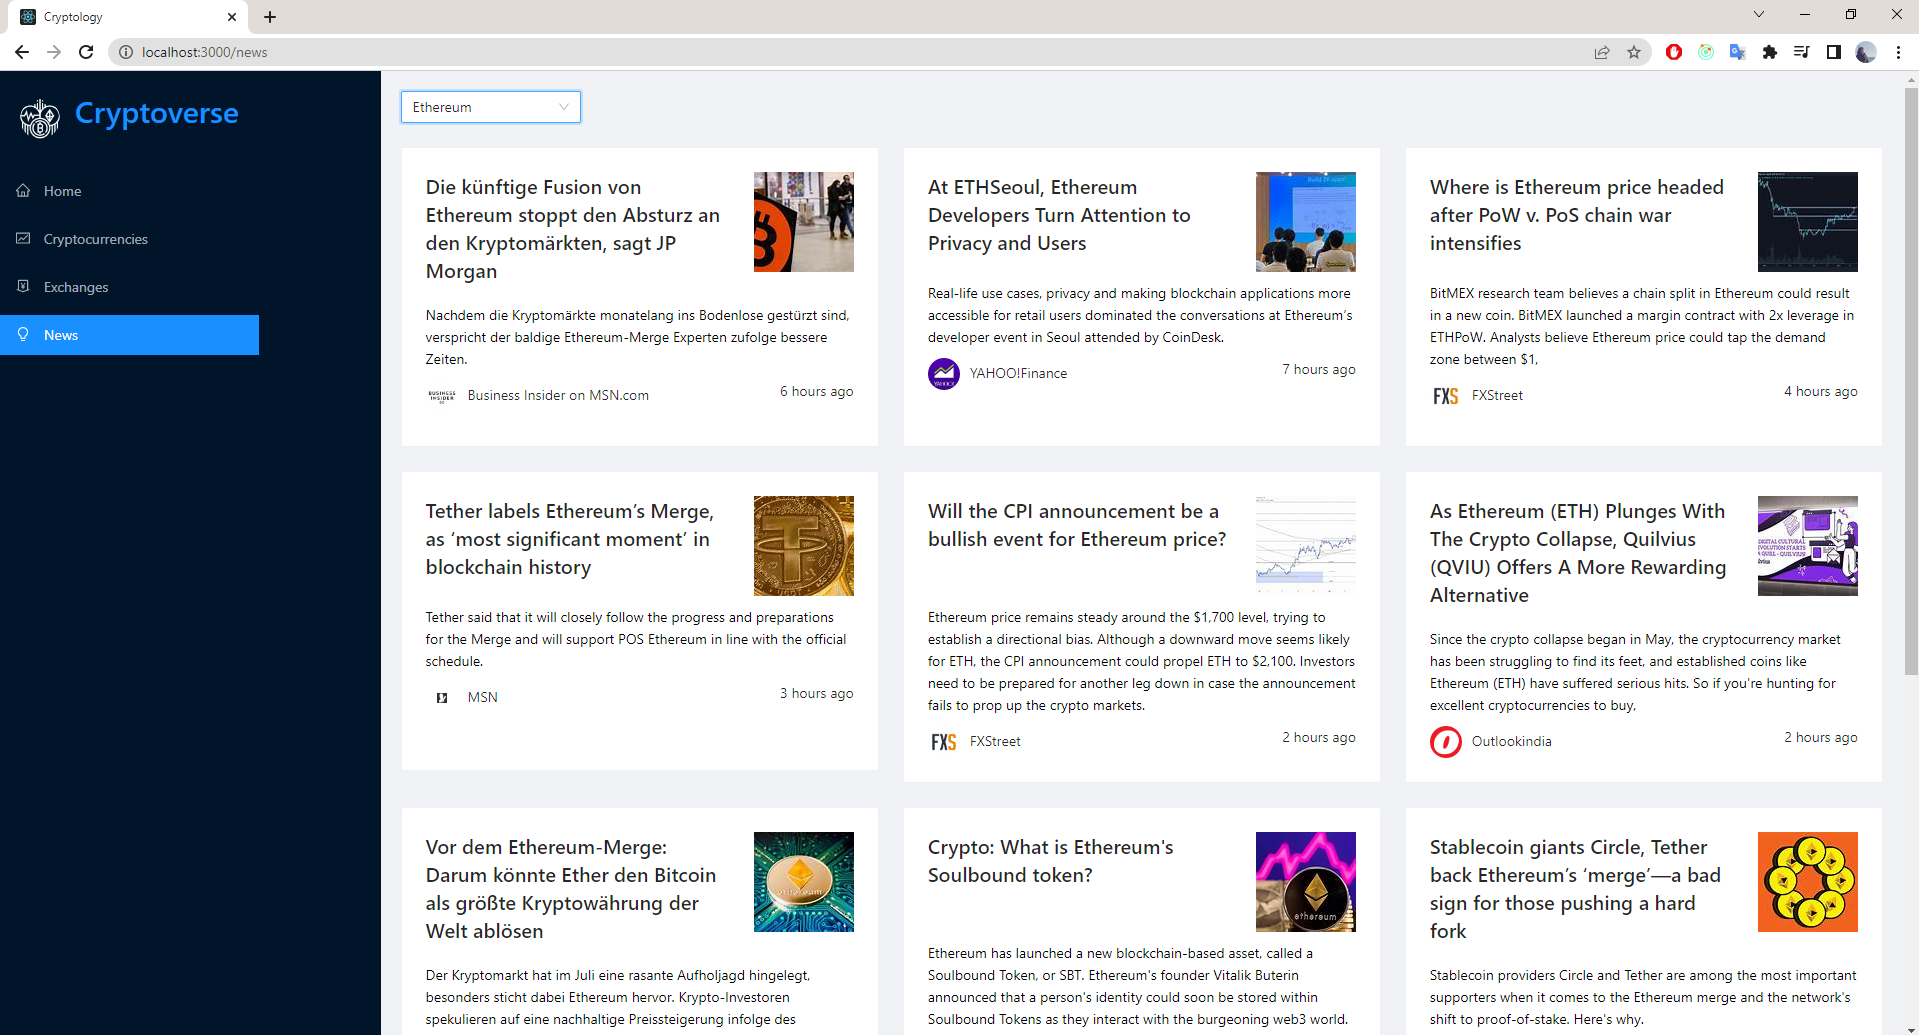 Cryptology
localhost:3000/news
Cryptoverse
Home
Cryptocurrencies
Exchanges
News
Ethereum
Die künftige Fusion von
Ethereum stoppt den Absturz an
den Kryptomärkten, sagt JP
Morgan
Nachdem die Kryptomärkte monatelang ins Bodenlose gestürzt sind,
verspricht der baldige Ethereum-Merge Experten zufolge bessere
Zeiten.
BUSINESS
INSIDER
Business Insider on MSN.com
6 hours ago
At ETHSeoul, Ethereum
Developers Turn Attention to
Privacy and Users
Real-life use cases, privacy and making blockchain applications more
accessible for retail users dominated the conversations at Ethereum’s
developer event in Seoul attended by CoinDesk.
YAHOO!
YAHOO!Finance
7 hours ago
Where is Ethereum price headed
after PoW v. PoS chain war
intensifies
BitMEX research team believes a chain split in Ethereum could result
in a new coin. BitMEX launched a margin contract with 2x leverage in
ETHPoW. Analysts believe Ethereum price could tap the demand
zone between $1,
FXS
FXStreet
4 hours ago
Tether labels Ethereum’s Merge,
as ‘most significant moment’ in
blockchain history
Tether said that it will closely follow the progress and preparations
for the Merge and will support POS Ethereum in line with the official
schedule.
MSN
3 hours ago
Will the CPI announcement be a
bullish event for Ethereum price?
Ethereum price remains steady around the $1,700 level, trying to
establish a directional bias. Although a downward move seems likely
for ETH, the CPI announcement could propel ETH to $2,100. Investors
need to be prepared for another leg down in case the announcement
fails to prop up the crypto markets.
FXS
FXStreet
2 hours ago
As Ethereum (ETH) Plunges With
The Crypto Collapse, Quilvius
(QVIU) Offers A More Rewarding
Alternative
DIGITAL CULTURAL
EVOLUTION STARTS
A QUILL - QUILVIUS
Since the crypto collapse began in May, the cryptocurrency market
has been struggling to find its feet, and established coins like
Ethereum (ETH) have suffered serious hits. So if you're hunting for
excellent cryptocurrencies to buy,
Outlookindia
2 hours ago
Vor dem Ethereum-Merge:
Darum könnte Ether den Bitcoin
als größte Kryptowährung der
Welt ablösen
ethereum
Der Kryptomarkt hat im Juli eine rasante Aufholjagd hingelegt,
besonders sticht dabei Ethereum hervor. Krypto-Investoren
spekulieren auf eine nachhaltige Preissteigerung infolge des
Crypto: What is Ethereum's
Soulbound token?
ethereum
Ethereum has launched a new blockchain-based asset, called a
Soulbound Token, or SBT. Ethereum's founder Vitalik Buterin
announced that a person's identity could soon be stored within
Soulbound Tokens as they interact with the burgeoning web3 world.
Stablecoin giants Circle, Tether
back Ethereum’s ‘merge’—a bad
sign for those pushing a hard
fork
Stablecoin providers Circle and Tether are among the most important
supporters when it comes to the Ethereum merge and the network's
shift to proof-of-stake. Here's why.